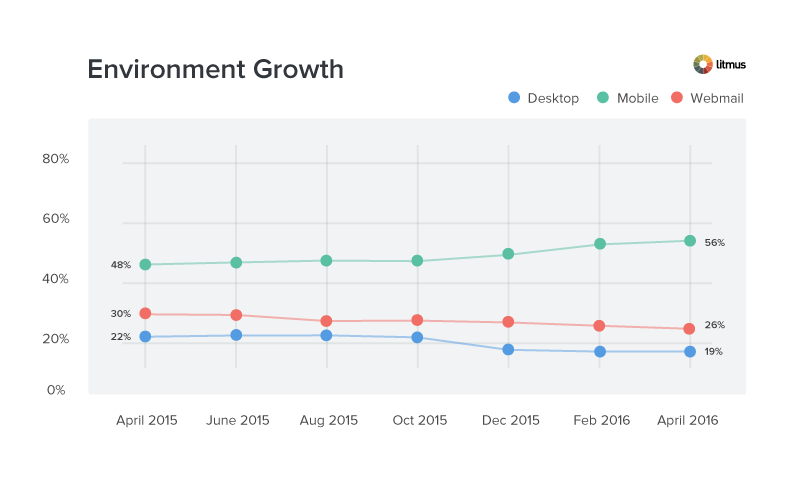 Environment Growth
litmus
Desktop Mobile Webmail
80%
60%
56%
48%
40%
30%
26%
22%
20%
19%
0%
April 2015 June 2015 Aug 2015 Oct 2015 Dec 2015 Feb 2016 April 2016